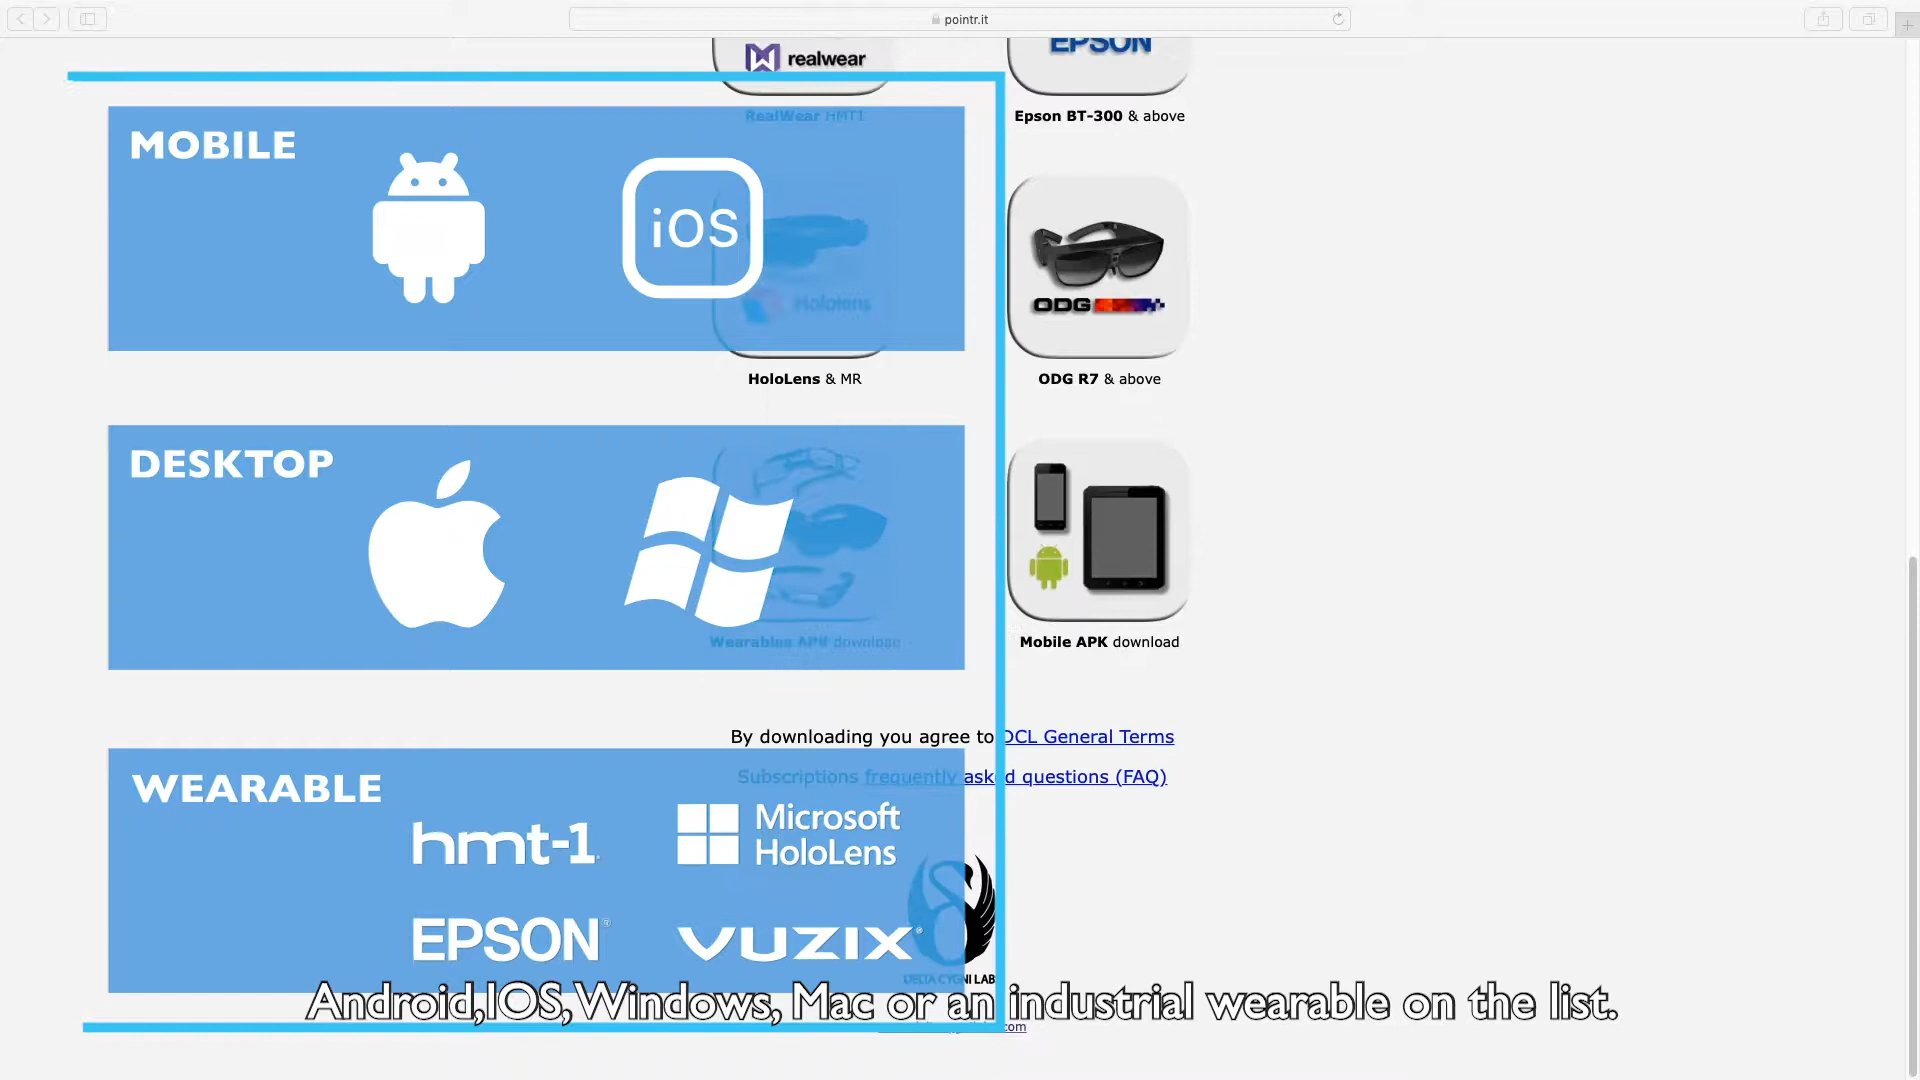 pointr.it
realwear
EPSON
RealWear HMT1
Epson BT-300 & above
MOBILE
iOS
Hololens
ODG
HoloLens & MR
ODG R7 & above
DESKTOP
Wearables APK download
Mobile APK download
By downloading you agree to DCL General Terms
Subscriptions frequently asked questions (FAQ)
WEARABLE
hmt-1
Microsoft
HoloLens
EPSON
VUZIX
DELTA CYGNI LABS
Android,IOS,Windows, Mac or an industrial wearable on the list.